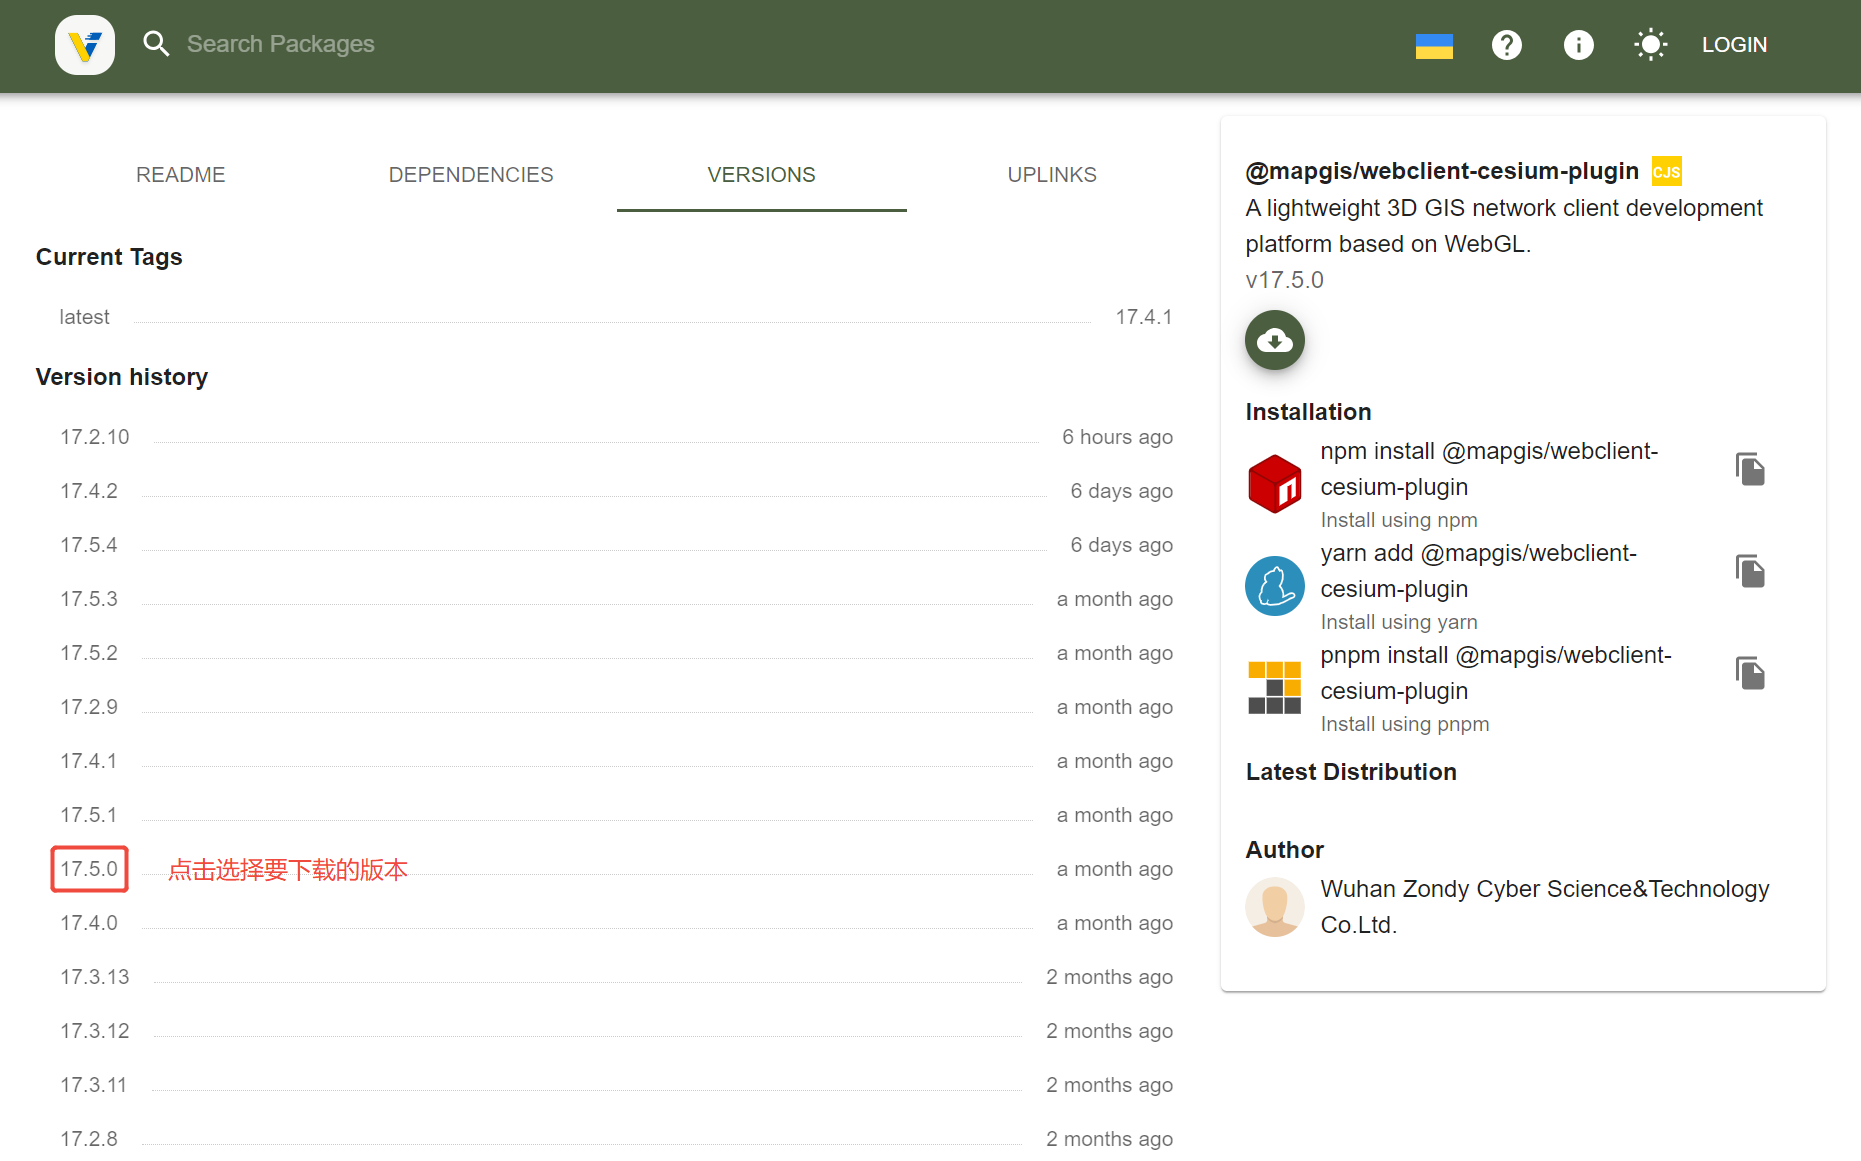 Search Packages
LOGIN
README
DEPENDENCIES
VERSIONS
UPLINKS
Current Tags
latest 17.4.1
Version history
17.2.10 6 hours ago
17.4.2 6 days ago
17.5.4 6 days ago
17.5.3 a month ago
17.5.2 a month ago
17.2.9 a month ago
17.4.1 a month ago
17.5.1 a month ago
17.5.0 点击选择要下载的版本 a month ago
17.4.0 a month ago
17.3.13 2 months ago
17.3.12 2 months ago
17.3.11 2 months ago
17.2.8 2 months ago
@mapgis/webclient-cesium-plugin CJS
A lightweight 3D GIS network client development
platform based on WebGL.
v17.5.0
Installation
npm install @mapgis/webclient-
cesium-plugin
Install using npm
yarn add @mapgis/webclient-
cesium-plugin
Install using yarn
pnpm install @mapgis/webclient-
cesium-plugin
Install using pnpm
Latest Distribution
Author
Wuhan Zondy Cyber Science&Technology
Co.Ltd.